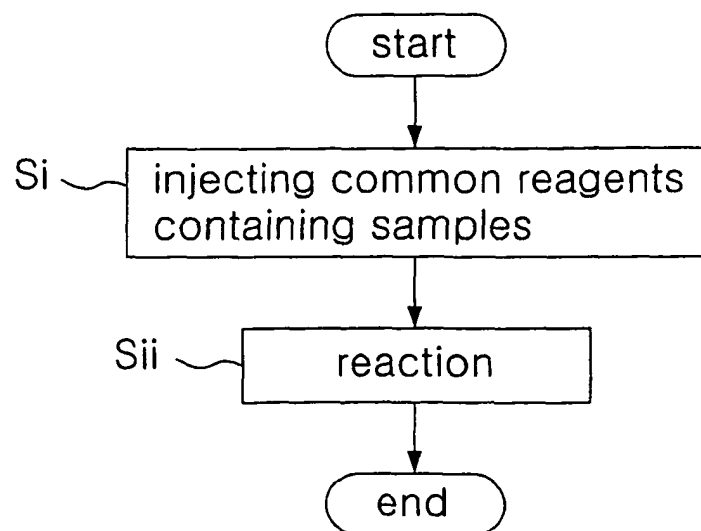 start
Si
injecting common reagents
containing samples
Sii
reaction
end